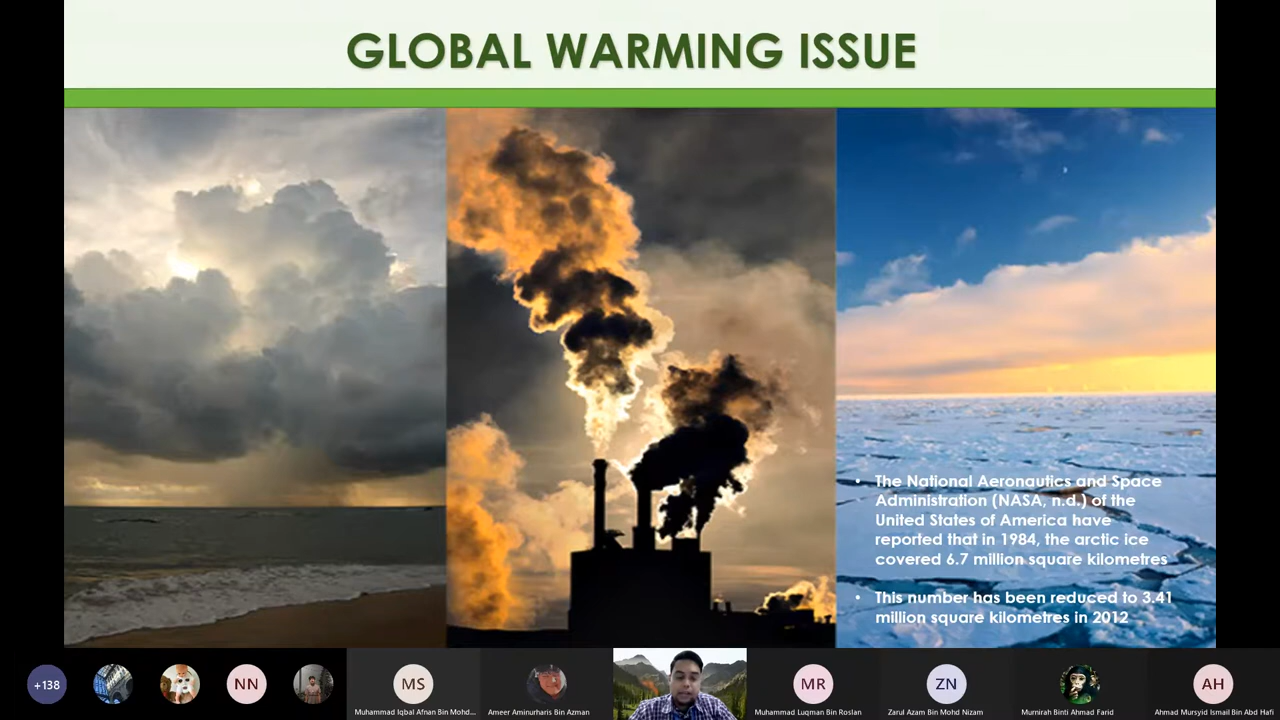 GLOBAL WARMING ISSUE
• The National Aeronautics and Space
Administration (NASA, n.d.) of the
United States of America have
reported that in 1984, the arctic ice
covered 6.7 million square kilometres
• This number has been reduced to 3.41
million square kilometres in 2012
+138
NN
MS
MR
ZN
AH
Muhammad Iqbal Afnan Bin Mohd...
Ameer Aminurharis Bin Azman
Muhammad Luqman Bin Roslan
Zarul Azam Bin Mohd Nizam
Murnirah Binti Ahmad Farid
Ahmad Mursyid Ismail Bin Abd Hafi